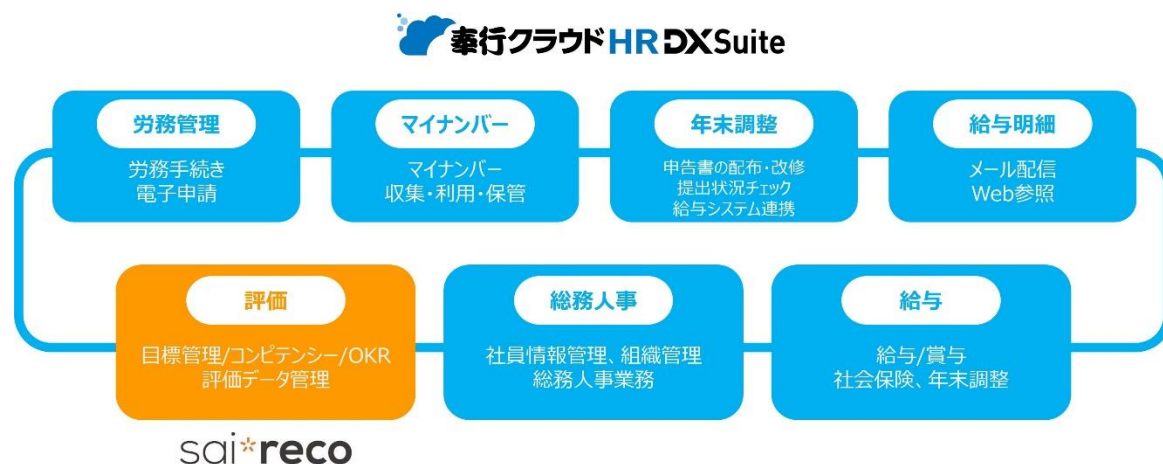 奉行クラウドHR DXSuite
労務管理
労務手続き
電子申請
マイナンバー
マイナンバー
収集・利用・保管
年末調整
申告書の配布・改修
提出状況チェック
給与システム連携
給与明細
メール配信
Web参照
評価
目標管理/コンピテンシー/OKR
評価データ管理
総務人事
社員情報管理、組織管理
総務人事業務
給与
給与/賞与
社会保険、年末調整
sai*reco